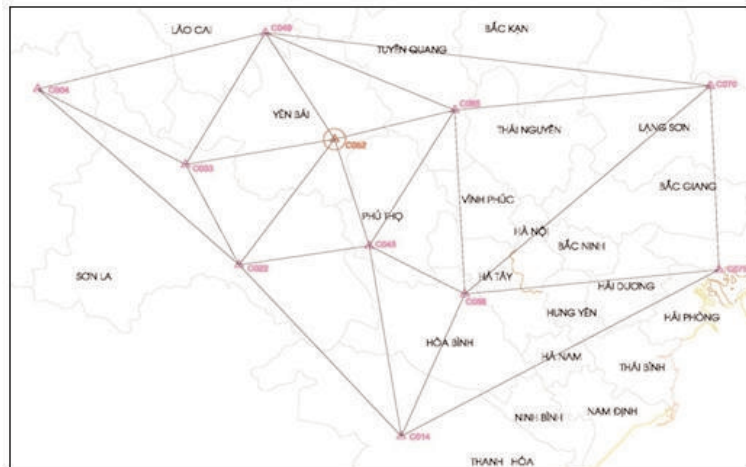 LÀO CAI
C049
BẮC KẠN
TUYÊN QUANG
C004
C070
YÊN BÁI
THÁI NGUYÊN
LẠNG SƠN
C052
C033
BẮC GIANG
VĨNH PHÚC
PHÚ THỌ
HÀ NỘI
BẮC NINH
C045
C022
SƠN LA
HÀ TÂY
HẢI DƯƠNG
HƯNG YÊN
HẢI PHÒNG
HÒA BÌNH
HÀ NAM
THÁI BÌNH
NINH BÌNH
NAM ĐỊNH
C014
THANH HÓA